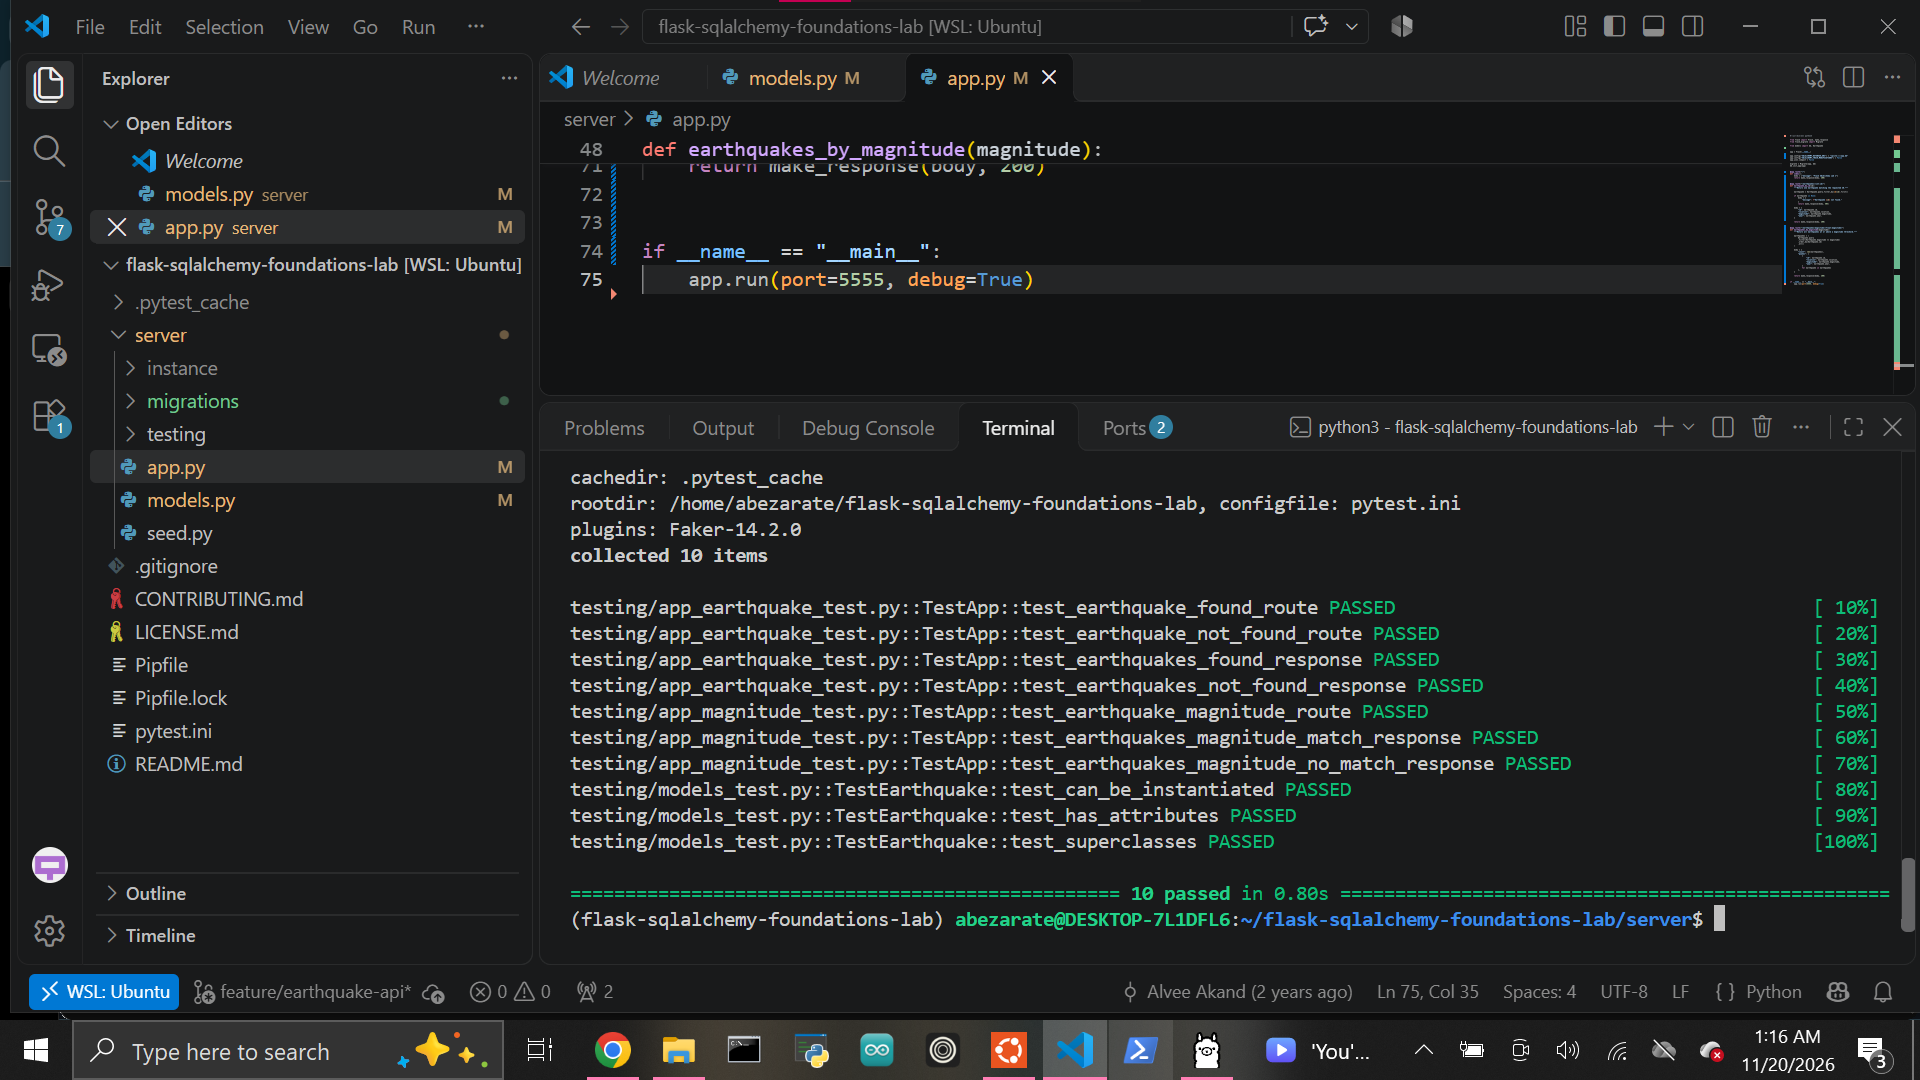 File Edit Selection View Go Run ···
flask-sqlalchemy-foundations-lab [WSL: Ubuntu]
Explorer
Open Editors
Welcome
models.py server M
app.py server M
flask-sqlalchemy-foundations-lab [WSL: Ubuntu]
.pytest_cache
server
instance
migrations
testing
app.py M
models.py M
seed.py
.gitignore
CONTRIBUTING.md
LICENSE.md
Pipfile
Pipfile.lock
pytest.ini
README.md
Outline
Timeline
7
1
Welcome models.py M app.py M
server > app.py
48 def earthquakes_by_magnitude(magnitude):
71 return make_response(body, 200)
72
73
74 if __name__ == "__main__":
75 app.run(port=5555, debug=True)
Problems Output Debug Console Terminal Ports 2 python3 - flask-sqlalchemy-foundations-lab
cachedir: .pytest_cache
rootdir: /home/abezarate/flask-sqlalchemy-foundations-lab, configfile: pytest.ini
plugins: Faker-14.2.0
collected 10 items
testing/app_earthquake_test.py::TestApp::test_earthquake_found_route PASSED [ 10%]
testing/app_earthquake_test.py::TestApp::test_earthquake_not_found_route PASSED [ 20%]
testing/app_earthquake_test.py::TestApp::test_earthquakes_found_response PASSED [ 30%]
testing/app_earthquake_test.py::TestApp::test_earthquakes_not_found_response PASSED [ 40%]
testing/app_magnitude_test.py::TestApp::test_earthquake_magnitude_route PASSED [ 50%]
testing/app_magnitude_test.py::TestApp::test_earthquakes_magnitude_match_response PASSED [ 60%]
testing/app_magnitude_test.py::TestApp::test_earthquakes_magnitude_no_match_response PASSED [ 70%]
testing/models_test.py::TestEarthquake::test_can_be_instantiated PASSED [ 80%]
testing/models_test.py::TestEarthquake::test_has_attributes PASSED [ 90%]
testing/models_test.py::TestEarthquake::test_superclasses PASSED [100%]
================================================== 10 passed in 0.80s ==================================================
(flask-sqlalchemy-foundations-lab) abezarate@DESKTOP-7L1DFL6:~/flask-sqlalchemy-foundations-lab/server$
WSL: Ubuntu feature/earthquake-api* 0 0 2 Alvee Akand (2 years ago) Ln 75, Col 35 Spaces: 4 UTF-8 LF { } Python
Type here to search
'You'...
1:16 AM
11/20/2026
3